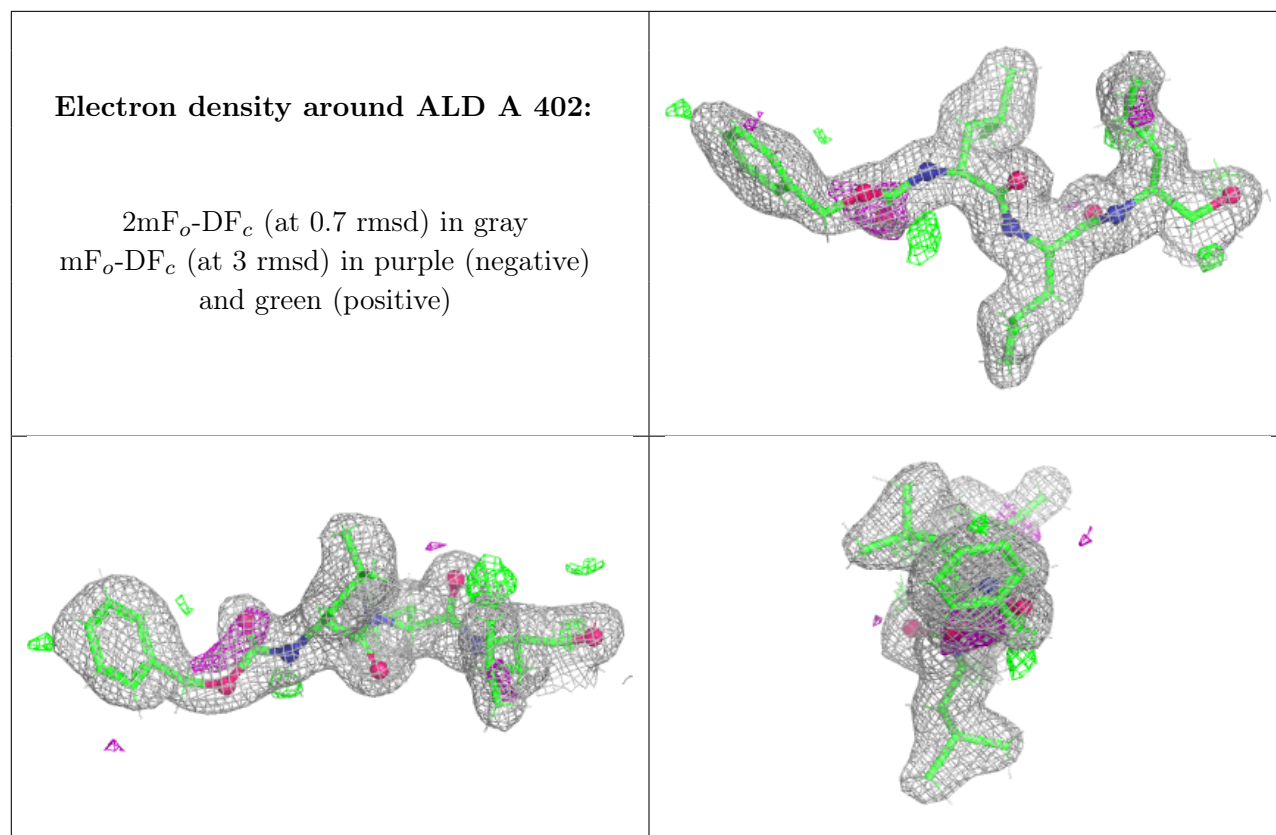 Electron density around ALD A 402:
2mFₒ-DF𝒸 (at 0.7 rmsd) in gray
mFₒ-DF𝒸 (at 3 rmsd) in purple (negative)
and green (positive)